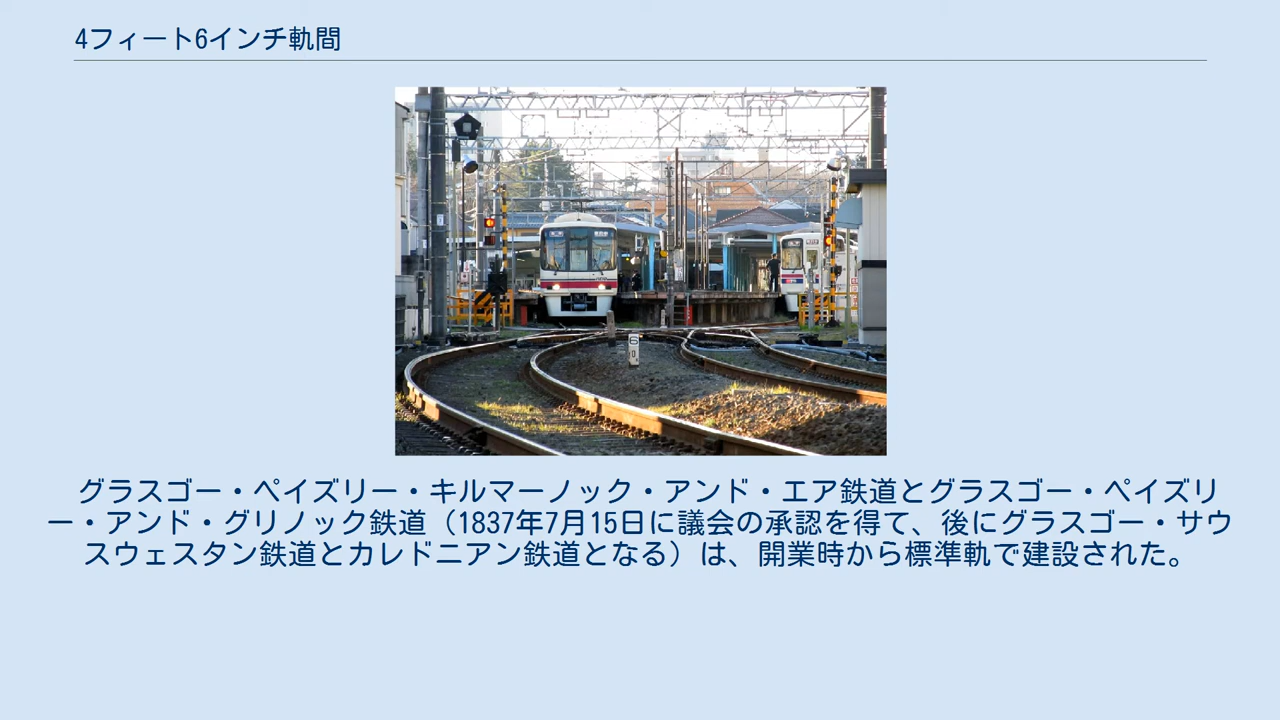 4フィート6インチ軌間
6
グラスゴー・ペイズリー・キルマーノック・アンド・エア鉄道とグラスゴー・ペイズリ
ー・アンド・グリノック鉄道（1837年7月15日に議会の承認を得て、後にグラスゴー・サウ
スウェスタン鉄道とカレドニアン鉄道となる）は、開業時から標準軌で建設された。